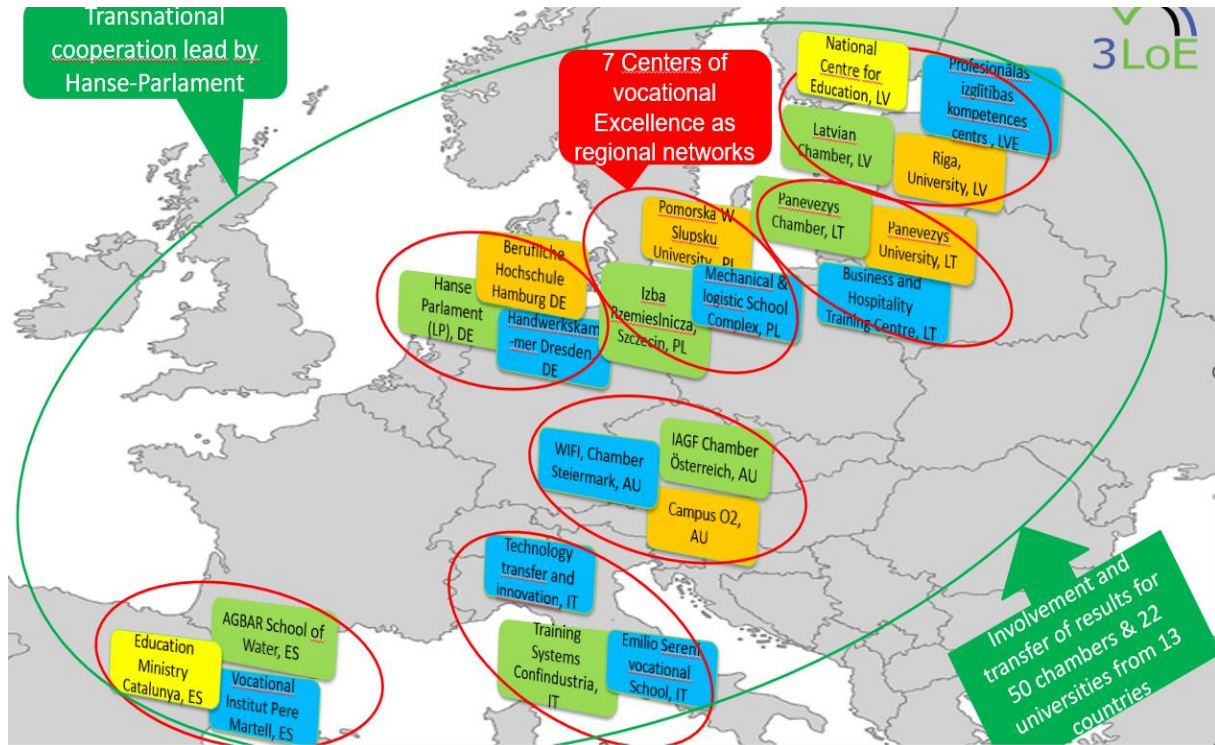 Transnational
cooperation lead by
Hanse-Parlament
7 Centers of
vocational
Excellence as
regional networks
3LoE
National
Centre for
Education, LV
Profesionālas
izglītības
kompetences
centrs , LVE
Latvian
Chamber, LV
Riga,
University, LV
Panevezys
Chamber, LT
Panevezys
University, LT
Business and
Hospitality
Training Centre, LT
Pomorska W
Slupsku
University, PL
Mechanical &
logistic School
Complex, PL
Izba
Rzemieslnicza,
Szczecin, PL
Berufliche
Hochschule
Hamburg DE
Hanse
Parlament
(LP), DE
Handwerkskam
-mer Dresden
DE
WIFI, Chamber
Steiermark, AU
IAGF Chamber
Österreich, AU
Campus O2,
AU
Technology
transfer and
innovation, IT
Training
Systems
Confindustria,
IT
Emilio Sereni
vocational
School, IT
AGBAR School of
Water, ES
Education
Ministry
Catalunya, ES
Vocational
Institut Pere
Martell, ES
Involvement and
transfer of results for
50 chambers & 22
universities from 13
countries